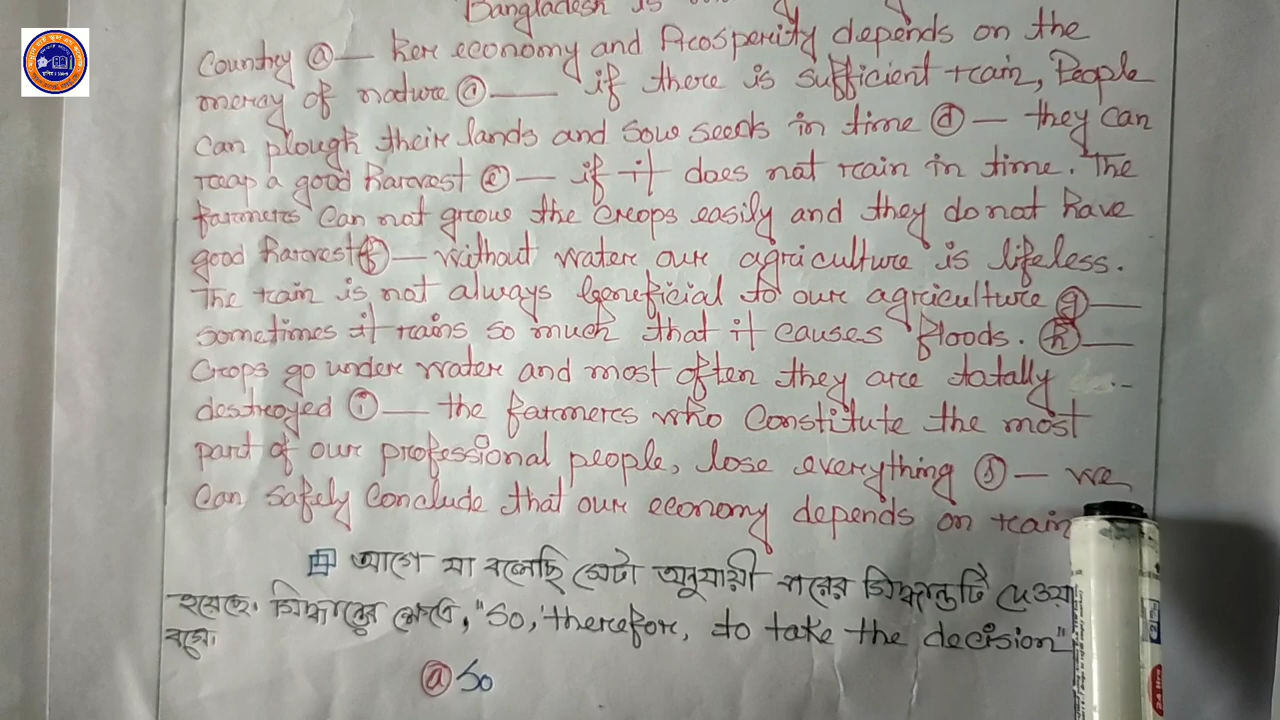 Bangladesh is
Country ⓐ — her economy and Prosperity depends on the
mercy of nature ⓒ — if there is sufficient rain, People
can plough their lands and sow seeds in time ⓓ — they can
reap a good harvest ⓔ — if it does not rain in time. The
farmers can not grow the crops easily and they do not have
good harvest ⓕ — without water our agriculture is lifeless.
The rain is not always beneficial to our agriculture ⓖ —
sometimes it rains so much that it causes floods. ⓗ —
Crops go under water and most often they are totally
destroyed ⓘ — the farmers who constitute the most
part of our professional people, lose everything ⓙ — we
can safely conclude that our economy depends on rain
আগে যা বলেছি সেটা অনুযায়ী পরের সিদ্ধান্তটি দেওয়া
হয়েছে। সিদ্ধান্তের ক্ষেত্রে, "So, therefore, to take the decision"
বসে।
ⓐ So